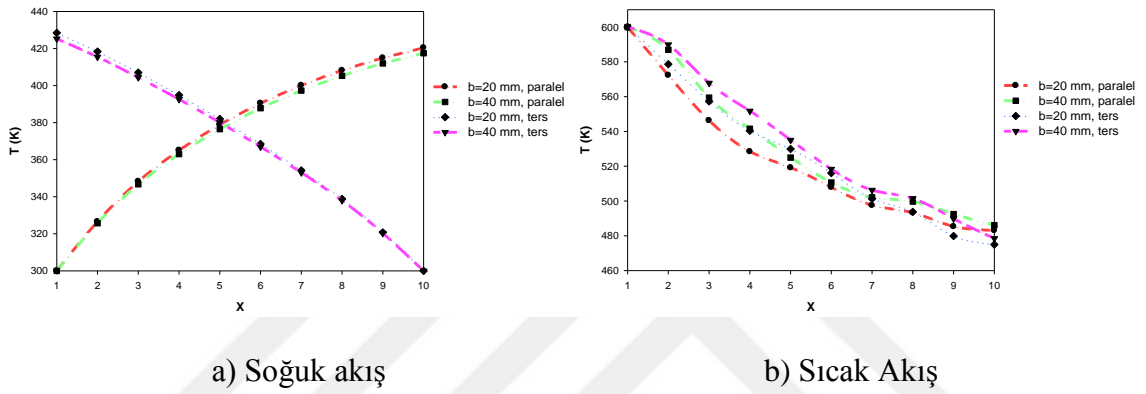 440
420
400
380
360
340
320
300
T (K)
1 2 3 4 5 6 7 8 9 10
X
b=20 mm, paralel
b=40 mm, paralel
b=20 mm, ters
b=40 mm, ters
600
580
560
540
520
500
480
460
T (K)
1 2 3 4 5 6 7 8 9 10
X
b=20 mm, paralel
b=40 mm, paralel
b=20 mm, ters
b=40 mm, ters
a) Soğuk akış
b) Sıcak Akış